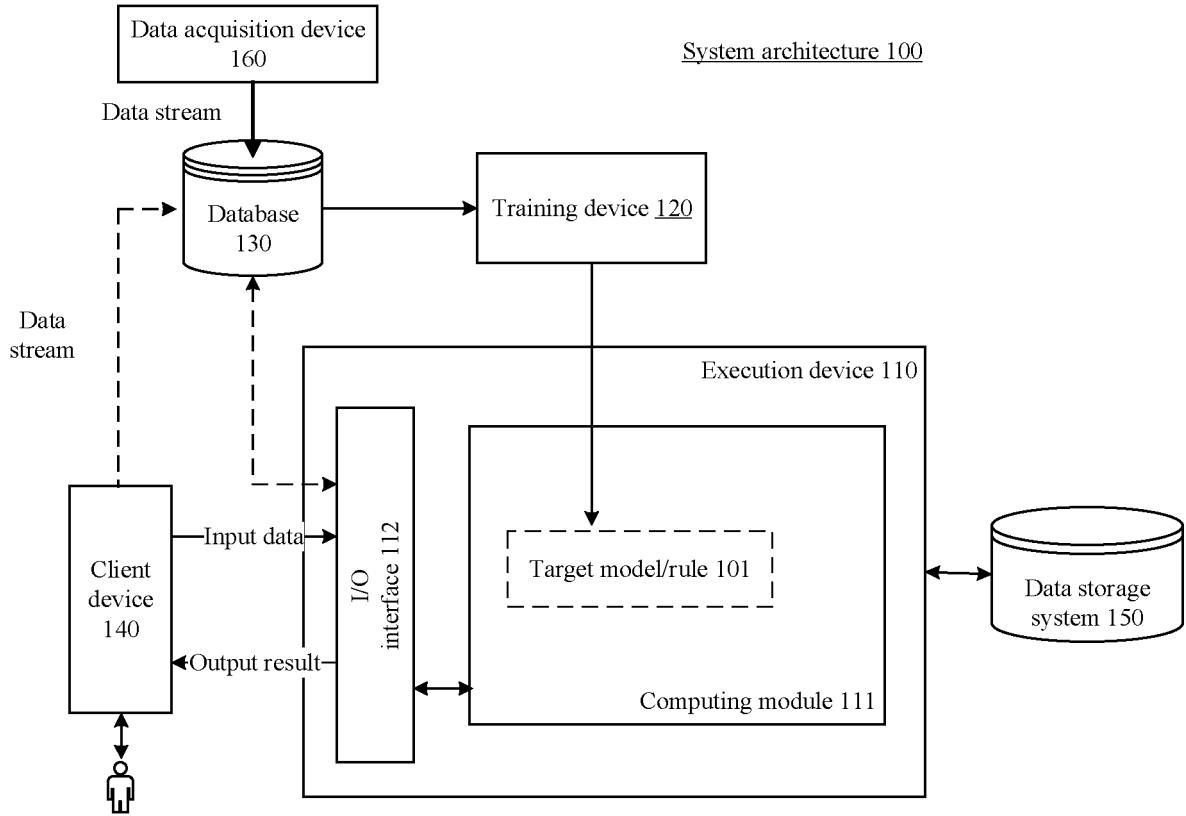 Data acquisition device
160
System architecture 100
Data stream
Database
130
Training device 120
Data
stream
Execution device 110
I/O
interface 112
Input data
Target model/rule 101
Client
device
140
Data storage
system 150
Output result
Computing module 111